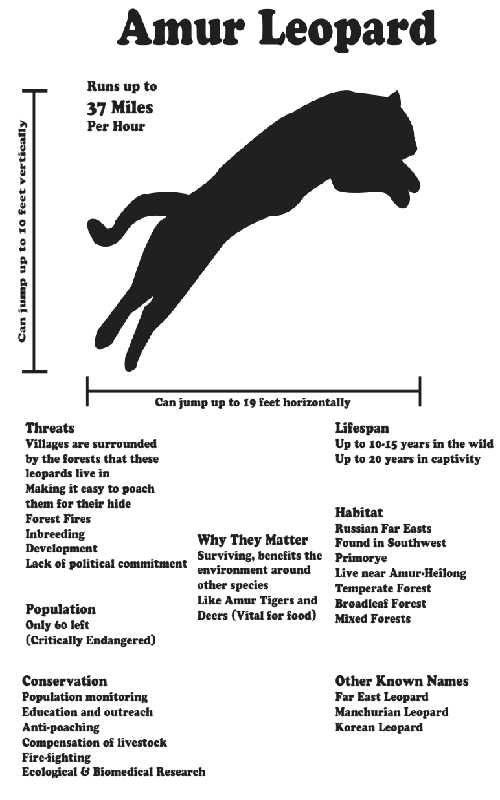 Amur Leopard
Runs up to
37 Miles
Per Hour
Can jump up to 10 feet vertically
Can jump up to 19 feet horizontally
Threats
Villages are surrounded
by the forests that these
leopards live in
Making it easy to poach
them for their hide
Forest Fires
Inbreeding
Development
Lack of political commitment
Population
Only 60 left
(Critically Endangered)
Conservation
Population monitoring
Education and outreach
Anti-poaching
Compensation of livestock
Fire-fighting
Ecological & Biomedical Research
Why They Matter
Surviving, benefits the
environment around
other species
Like Amur Tigers and
Deers (Vital for food)
Lifespan
Up to 10-15 years in the wild
Up to 20 years in captivity
Habitat
Russian Far Easts
Found in Southwest
Primorye
Live near Amur-Heilong
Temperate Forest
Broadleaf Forest
Mixed Forests
Other Known Names
Far East Leopard
Manchurian Leopard
Korean Leopard